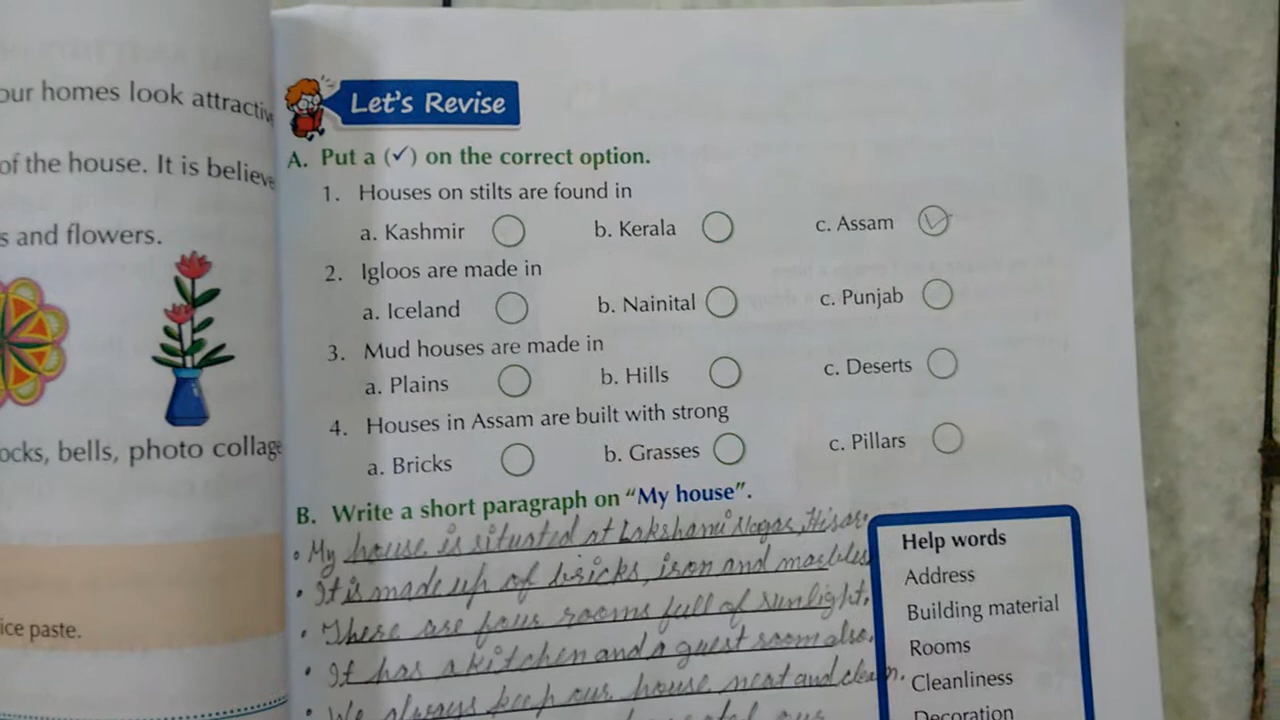 our homes look attractiv
of the house. It is believe
s and flowers.
ocks, bells, photo collage
ice paste.
Let's Revise
A. Put a (✓) on the correct option.
1. Houses on stilts are found in
a. Kashmir b. Kerala c. Assam ✓
2. Igloos are made in
a. Iceland b. Nainital c. Punjab
3. Mud houses are made in
a. Plains b. Hills c. Deserts
4. Houses in Assam are built with strong
a. Bricks b. Grasses c. Pillars
B. Write a short paragraph on "My house".
• My house is situated at Lakshami Nagar, Hisar.
• It is made up of bricks, iron and marbles
• There are four rooms full of sunlight.
• It has a kitchen and a guest room also.
• We always keep our house neat and clean.
our
Help words
Address
Building material
Rooms
Cleanliness
Decoration